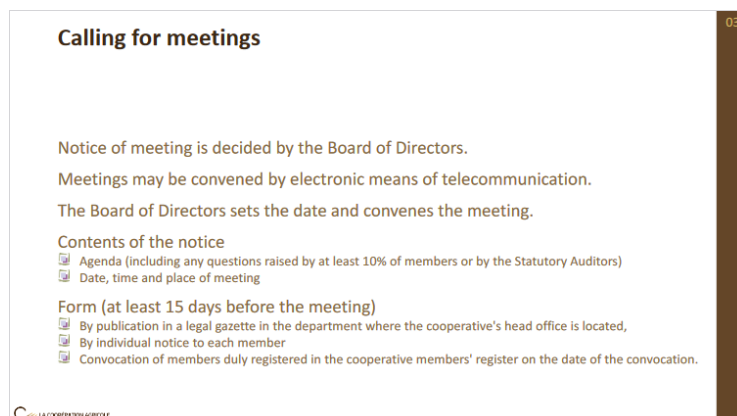 03
Calling for meetings
Notice of meeting is decided by the Board of Directors.
Meetings may be convened by electronic means of telecommunication.
The Board of Directors sets the date and convenes the meeting.
Contents of the notice
Agenda (including any questions raised by at least 10% of members or by the Statutory Auditors)
Date, time and place of meeting
Form (at least 15 days before the meeting)
By publication in a legal gazette in the department where the cooperative's head office is located,
By individual notice to each member
Convocation of members duly registered in the cooperative members' register on the date of the convocation.
LA COOPÉRATION AGRICOLE